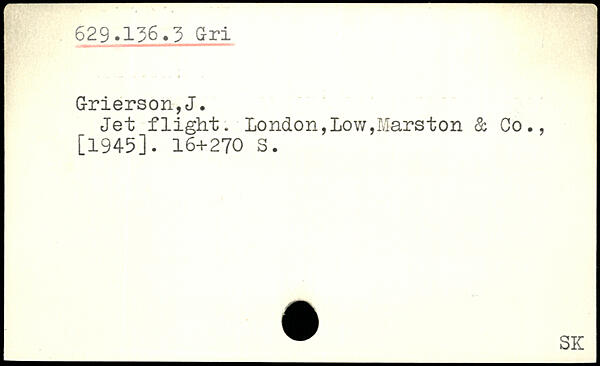 629.136.3 Gri
Grierson,J.
Jet flight. London,Low,Marston & Co.,
[1945]. 16+270 S.
SK